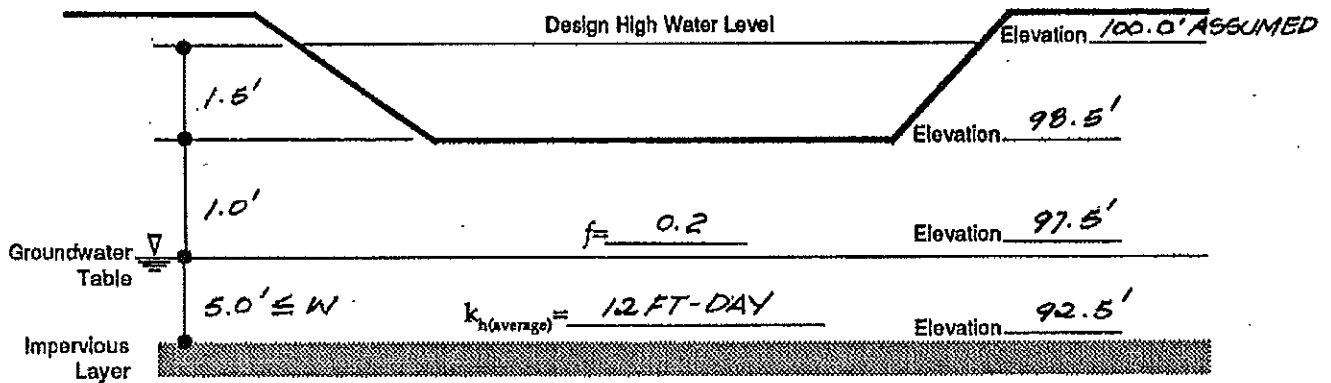 Design High Water Level
Elevation 100.0' ASSUMED
1.5'
Elevation 98.5'
1.0'
f= 0.2
Elevation 97.5'
Groundwater
Table
5.0' ≤ W
k h(average)= 12 FT-DAY
Elevation 92.5'
Impervious
Layer